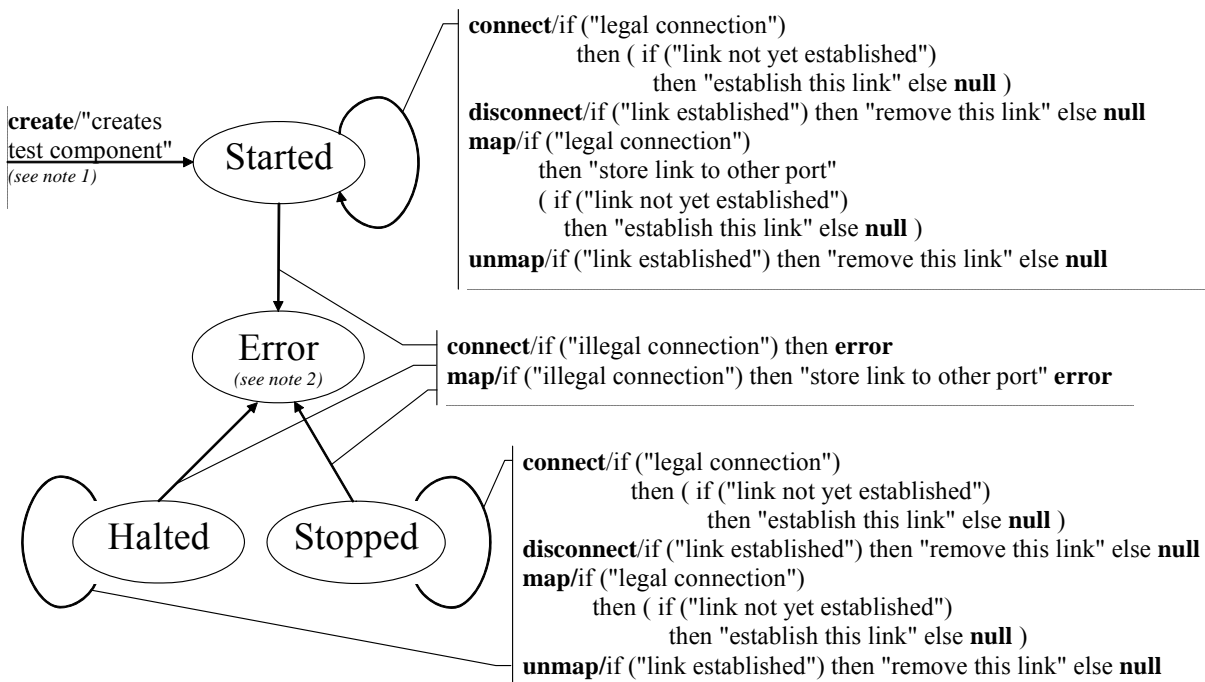 connect/if ("legal connection")
then ( if ("link not yet established")
then "establish this link" else null )
disconnect/if ("link established") then "remove this link" else null
map/if ("legal connection")
then "store link to other port"
( if ("link not yet established")
then "establish this link" else null )
unmap/if ("link established") then "remove this link" else null
create/"creates
test component"
(see note 1)
Started
Error
(see note 2)
connect/if ("illegal connection") then error
map/if ("illegal connection") then "store link to other port" error
Halted
Stopped
connect/if ("legal connection")
then ( if ("link not yet established")
then "establish this link" else null )
disconnect/if ("link established") then "remove this link" else null
map/if ("legal connection")
then ( if ("link not yet established")
then "establish this link" else null )
unmap/if ("link established") then "remove this link" else null